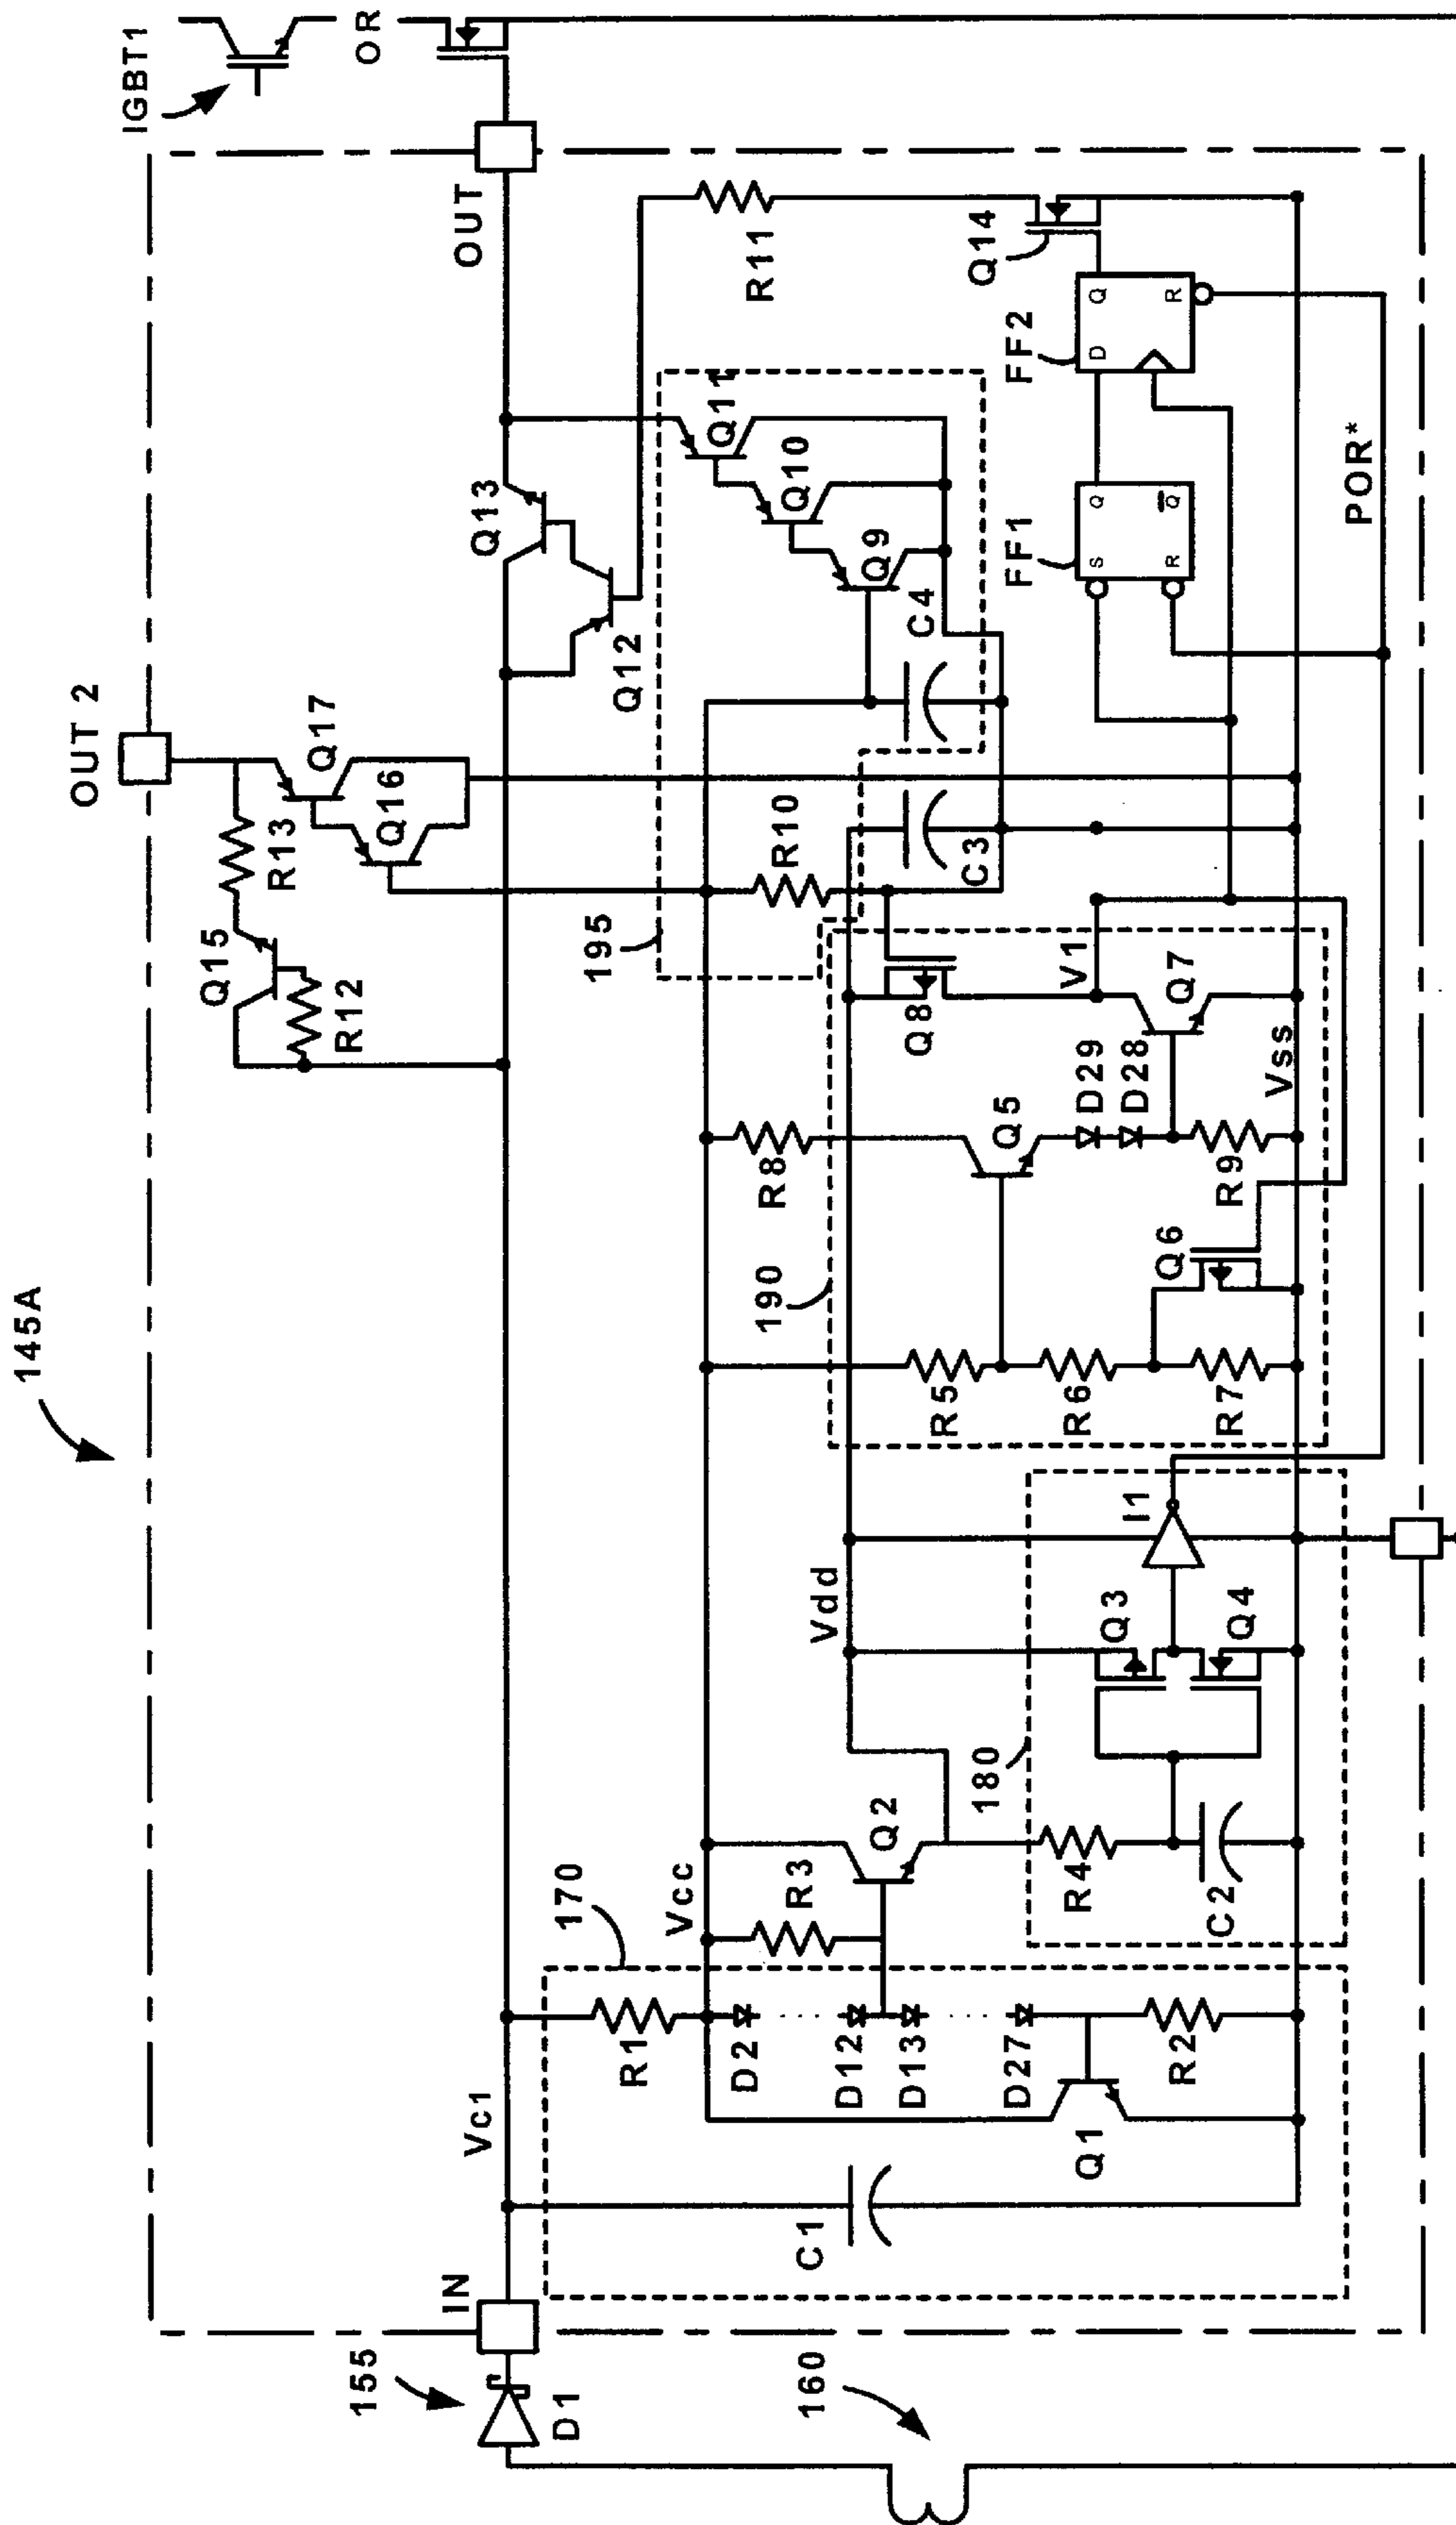 145A
155
D1
160
IN
Vc1
170
C1
R1
D2
D12
D13
D27
Q1
R2
Vcc
R3
Q2
180
R4
C2
Vdd
Q3
Q4
I1
190
R5
R6
R7
Q6
R8
Q5
D29
D28
R9
Vss
Q7
Q8
V1
Q15
R12
R13
Q16
Q17
OUT 2
195
R10
C3
C4
Q9
Q10
Q11
Q12
Q13
OUT
R11
Q14
FF1
S
Q
R
Q
FF2
D
Q
R
POR*
IGBT1
OR